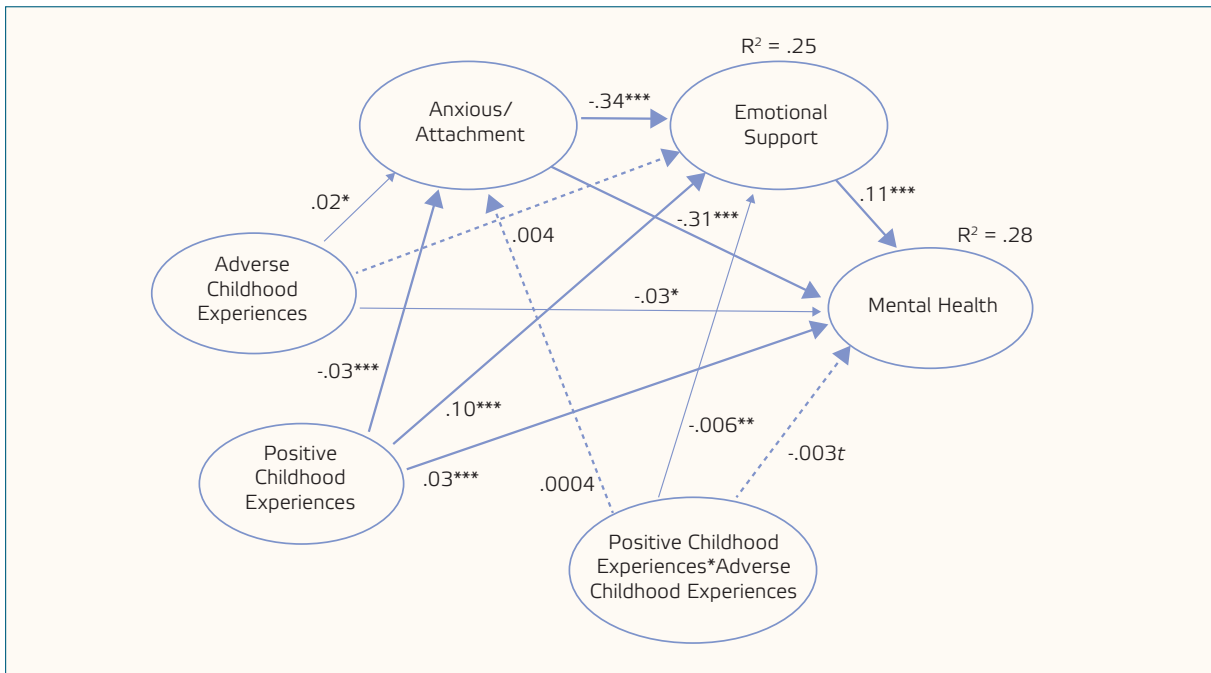 R² = .25
Anxious/
Attachment
-.34***
Emotional
Support
.02*
.004
-.31***
.11***
R² = .28
Adverse
Childhood
Experiences
-.03*
Mental Health
-.03***
.10***
-.006**
-.003t
Positive
Childhood
Experiences
.03***
.0004
Positive Childhood
Experiences*Adverse
Childhood Experiences